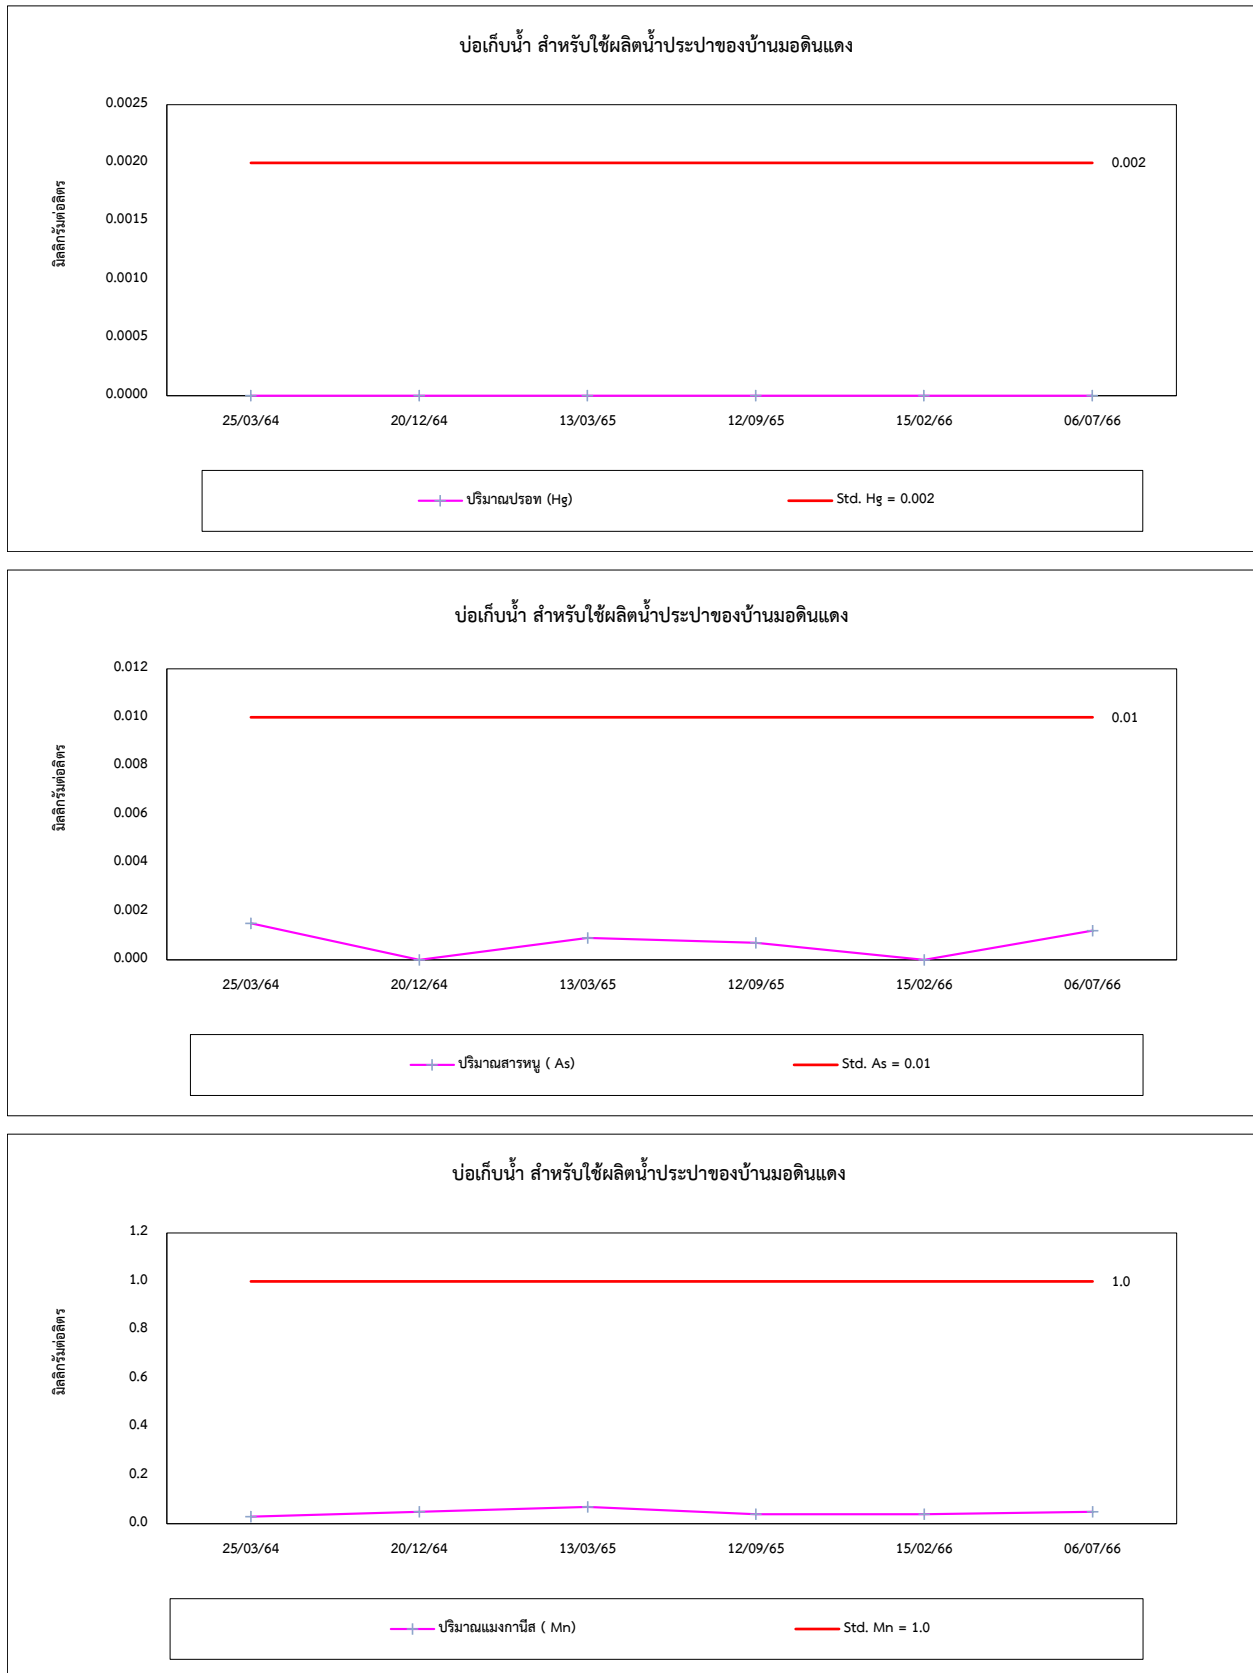 บ่อเก็บน้ำ สำหรับใช้ผลิตน้ำประปาของบ้านมอดินแดง
มิลลิกรัมต่อลิตร
0.0025
0.0020
0.0015
0.0010
0.0005
0.0000
0.002
25/03/64 20/12/64 13/03/65 12/09/65 15/02/66 06/07/66
ปริมาณปรอท (Hg) Std. Hg = 0.002
บ่อเก็บน้ำ สำหรับใช้ผลิตน้ำประปาของบ้านมอดินแดง
มิลลิกรัมต่อลิตร
0.012
0.010
0.008
0.006
0.004
0.002
0.000
0.01
25/03/64 20/12/64 13/03/65 12/09/65 15/02/66 06/07/66
ปริมาณสารหนู ( As) Std. As = 0.01
บ่อเก็บน้ำ สำหรับใช้ผลิตน้ำประปาของบ้านมอดินแดง
มิลลิกรัมต่อลิตร
1.2
1.0
0.8
0.6
0.4
0.2
0.0
1.0
25/03/64 20/12/64 13/03/65 12/09/65 15/02/66 06/07/66
ปริมาณแมงกานีส ( Mn) Std. Mn = 1.0